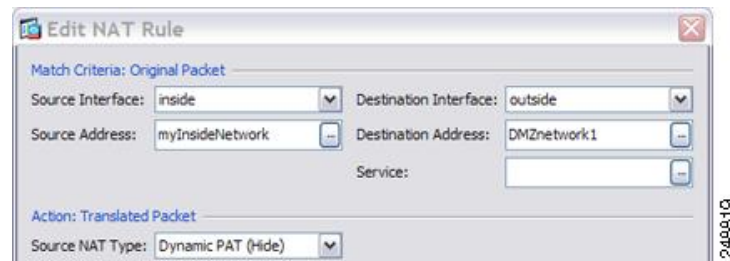 Edit NAT Rule
Match Criteria: Original Packet
Source Interface: inside Destination Interface: outside
Source Address: myInsideNetwork Destination Address: DMZnetwork1
Service:
Action: Translated Packet
Source NAT Type: Dynamic PAT (Hide)
248819